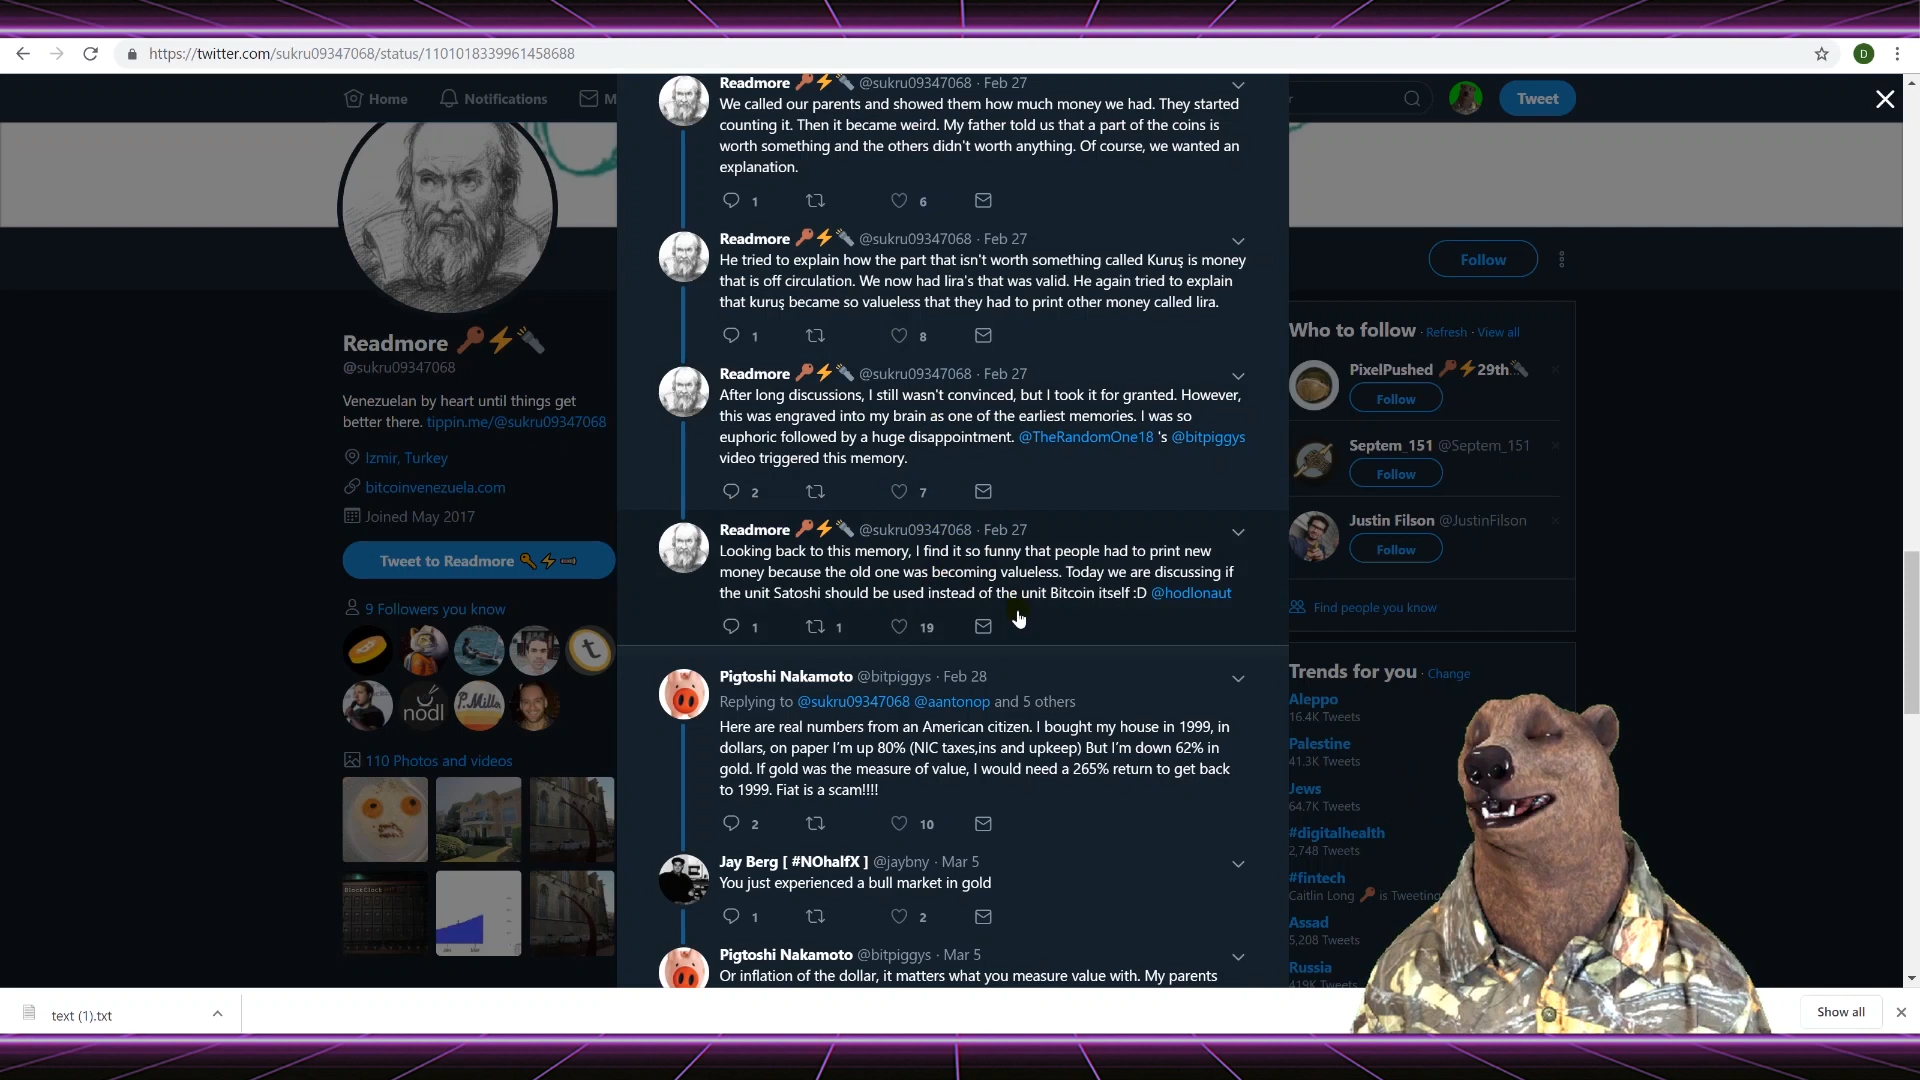 https://twitter.com/sukru09347068/status/1101018339961458688
D
Home
Notifications
M
r
Tweet
Readmore
@sukru09347068
Venezuelan by heart until things get
better there. tippin.me/@sukru09347068
Izmir, Turkey
bitcoinvenezuela.com
Joined May 2017
Tweet to Readmore
9 Followers you know
nodl
P.Miller
110 Photos and videos
Readmore @sukru09347068 · Feb 27
We called our parents and showed them how much money we had. They started
counting it. Then it became weird. My father told us that a part of the coins is
worth something and the others didn't worth anything. Of course, we wanted an
explanation.
1 6
Readmore @sukru09347068 · Feb 27
He tried to explain how the part that isn't worth something called Kuruş is money
that is off circulation. We now had lira's that was valid. He again tried to explain
that kuruş became so valueless that they had to print other money called lira.
1 8
Readmore @sukru09347068 · Feb 27
After long discussions, I still wasn't convinced, but I took it for granted. However,
this was engraved into my brain as one of the earliest memories. I was so
euphoric followed by a huge disappointment. @TheRandomOne18 's @bitpiggys
video triggered this memory.
2 7
Readmore @sukru09347068 · Feb 27
Looking back to this memory, I find it so funny that people had to print new
money because the old one was becoming valueless. Today we are discussing if
the unit Satoshi should be used instead of the unit Bitcoin itself :D @hodlonaut
1 1 19
Pigtoshi Nakamoto @bitpiggys · Feb 28
Replying to @sukru09347068 @aantonop and 5 others
Here are real numbers from an American citizen. I bought my house in 1999, in
dollars, on paper I'm up 80% (NIC taxes,ins and upkeep) But I'm down 62% in
gold. If gold was the measure of value, I would need a 265% return to get back
to 1999. Fiat is a scam!!!!
2 10
Jay Berg [ #NOhalfX ] @jaybny · Mar 5
You just experienced a bull market in gold
1 2
Pigtoshi Nakamoto @bitpiggys · Mar 5
Or inflation of the dollar, it matters what you measure value with. My parents
Follow
Who to follow · Refresh · View all
PixelPushed 29th
Follow
Septem_151 @Septem_151
Follow
Justin Filson @JustinFilson
Follow
Find people you know
Trends for you · Change
Aleppo
16.4K Tweets
Palestine
41.3K Tweets
Jews
64.7K Tweets
#digitalhealth
2,748 Tweets
#fintech
Caitlin Long is Tweeting
Assad
5,208 Tweets
Russia
419K Tweets
text (1).txt
Show all